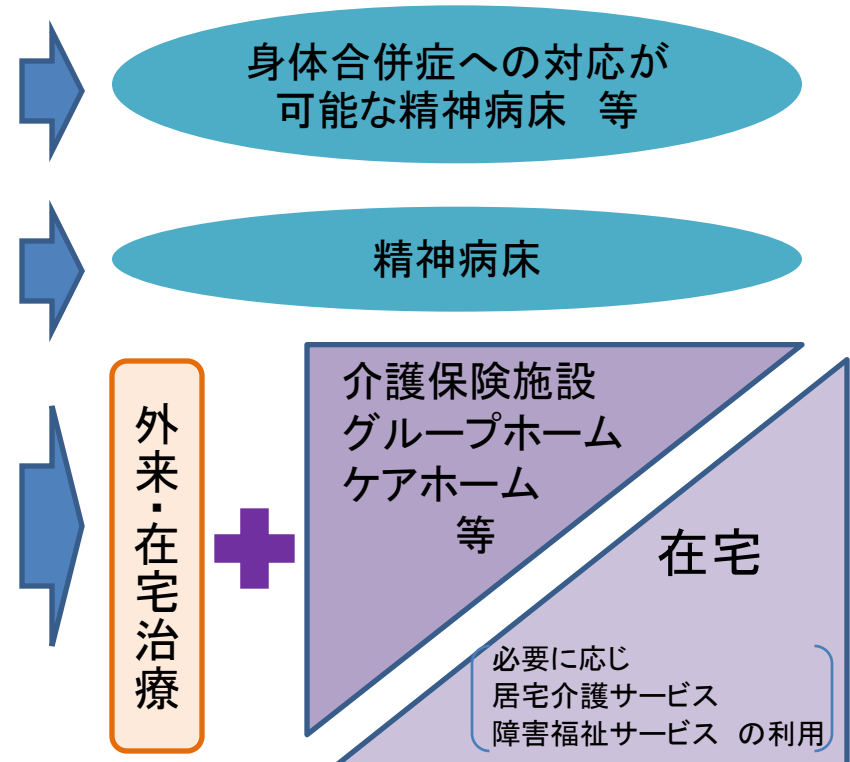 身体合併症への対応が
可能な精神病床　等
精神病床
外来・在宅治療
介護保険施設
グループホーム
ケアホーム
等
在宅
必要に応じ
居宅介護サービス
障害福祉サービス　の利用